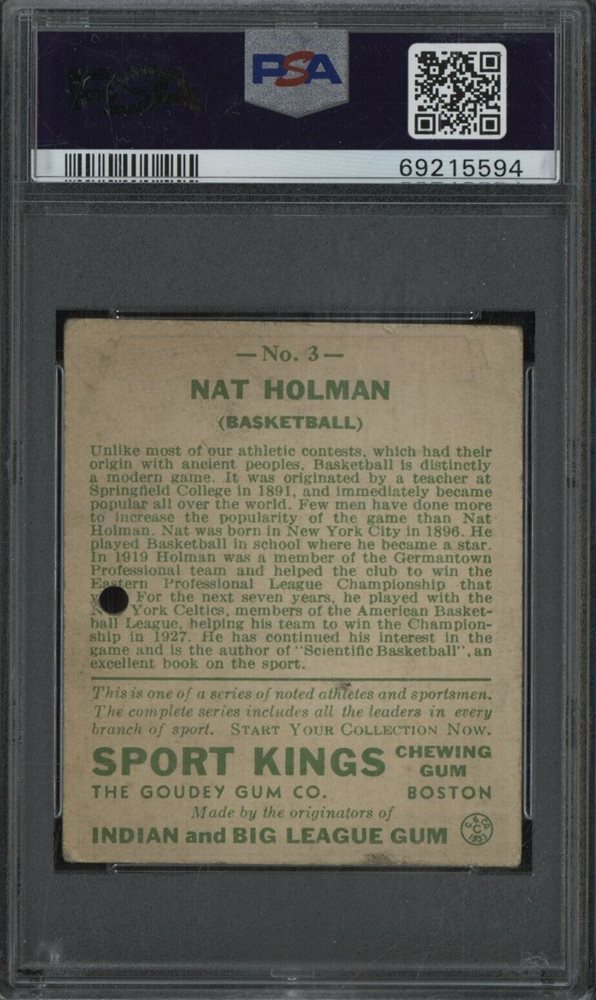 PSA
PSA
69215594
— No. 3 —
NAT HOLMAN
(BASKETBALL)
Unlike most of our athletic contests, which had their
origin with ancient peoples, Basketball is distinctly
a modern game. It was originated by a teacher at
Springfield College in 1891, and immediately became
popular all over the world. Few men have done more
to increase the popularity of the game than Nat
Holman. Nat was born in New York City in 1896. He
played Basketball in school where he became a star.
In 1919 Holman was a member of the Germantown
Professional team and helped the club to win the
Eastern Professional League Championship that
For the next seven years, he played with the
York Celtics, members of the American Basket-
ball League, helping his team to win the Champion-
ship in 1927. He has continued his interest in the
game and is the author of "Scientific Basketball", an
excellent book on the sport.
This is one of a series of noted athletes and sportsmen.
The complete series includes all the leaders in every
branch of sport. START YOUR COLLECTION NOW.
SPORT KINGS CHEWING GUM
THE GOUDEY GUM CO. BOSTON
Made by the originators of
INDIAN and BIG LEAGUE GUM
G.G.CO. C 1933